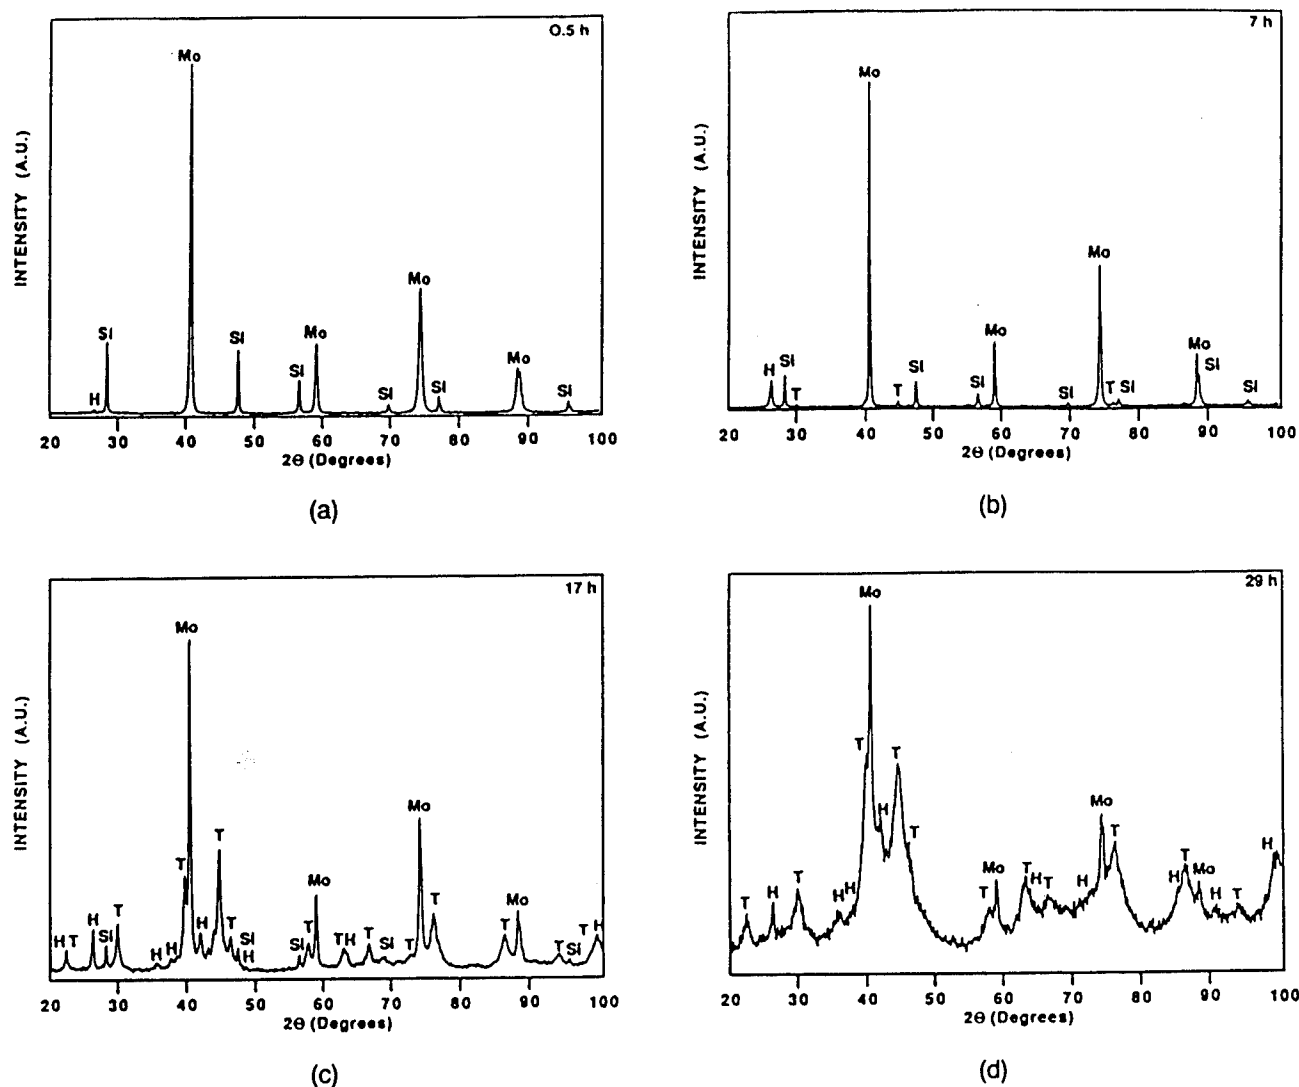 0.5 h
Mo
Mo
Si
Si
Mo
Si
Mo
Si
Si
Si
H
INTENSITY (A.U.)
20 30 40 50 60 70 80 90 100
2Θ (Degrees)
(a)
7 h
Mo
Mo
Mo
Mo
H Si
Si
Si
Si
T
T
Si
T Si
Si
INTENSITY (A.U.)
20 30 40 50 60 70 80 90 100
2Θ (Degrees)
(b)
17 h
Mo
Mo
T
T
Mo
Mo
H T
H T H Si
H H
H
T
Si
H
Si T
T H T Si
T
T
T
T Si
T H
INTENSITY (A.U.)
20 30 40 50 60 70 80 90 100
2Θ (Degrees)
(c)
29 h
Mo
T
T
H
T
Mo
T
T
H
T
H H
T Mo
T
H T
H
H T Mo
H
T
H
INTENSITY (A.U.)
20 30 40 50 60 70 80 90 100
2Θ (Degrees)
(d)